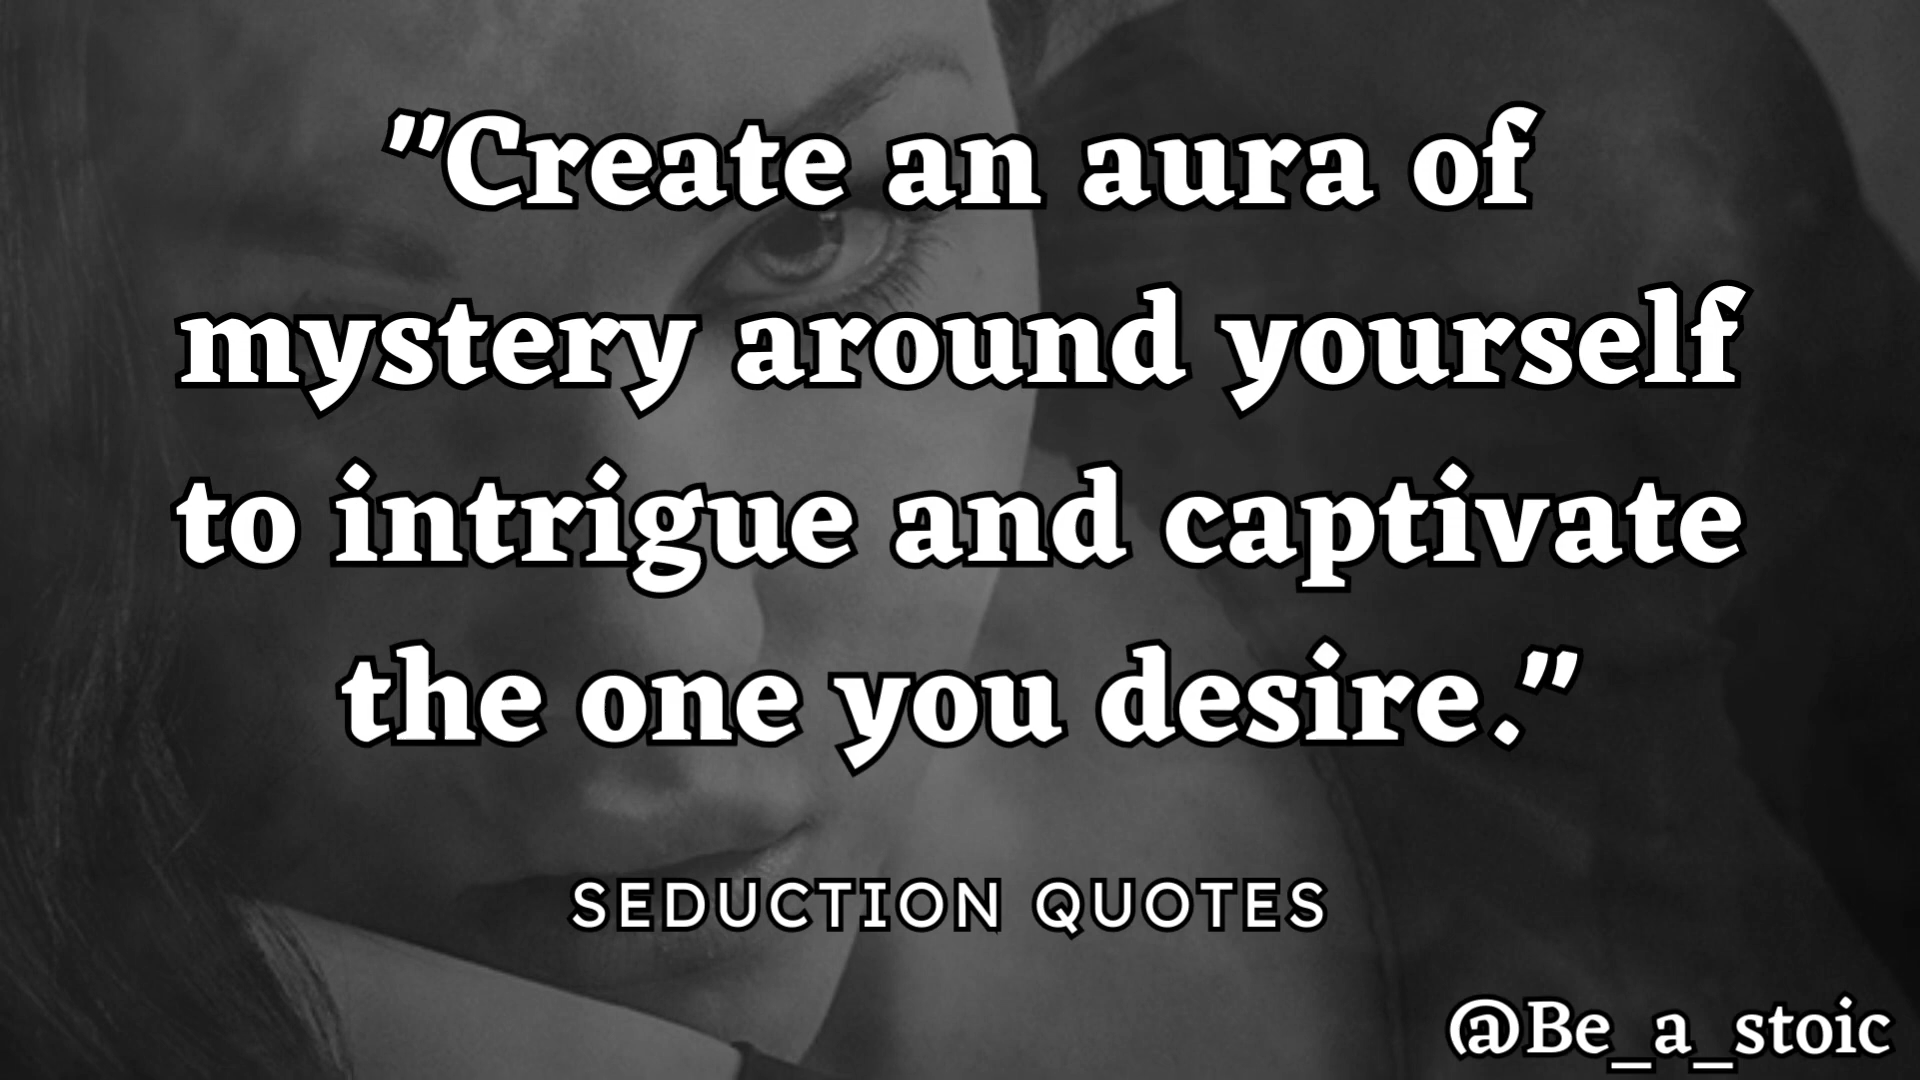 "Create an aura of
mystery around yourself
to intrigue and captivate
the one you desire."
SEDUCTION QUOTES
@Be_a_stoic